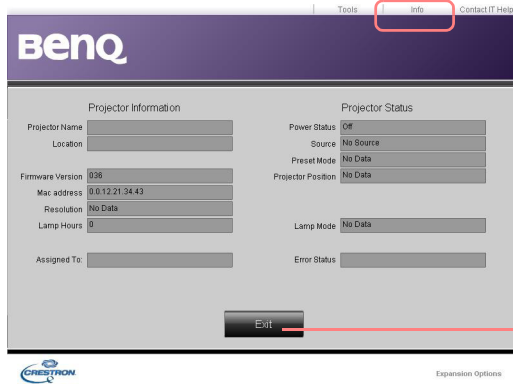 Tools Info Contact IT Help
BenQ
Projector Information
Projector Name
Location
Firmware Version 036
Mac address 0.0.12.21.34.43
Resolution No Data
Lamp Hours 0
Assigned To:
Projector Status
Power Status Off
Source No Source
Preset Mode No Data
Projector Position No Data
Lamp Mode No Data
Error Status
Exit
CRESTRON
Expansion Options